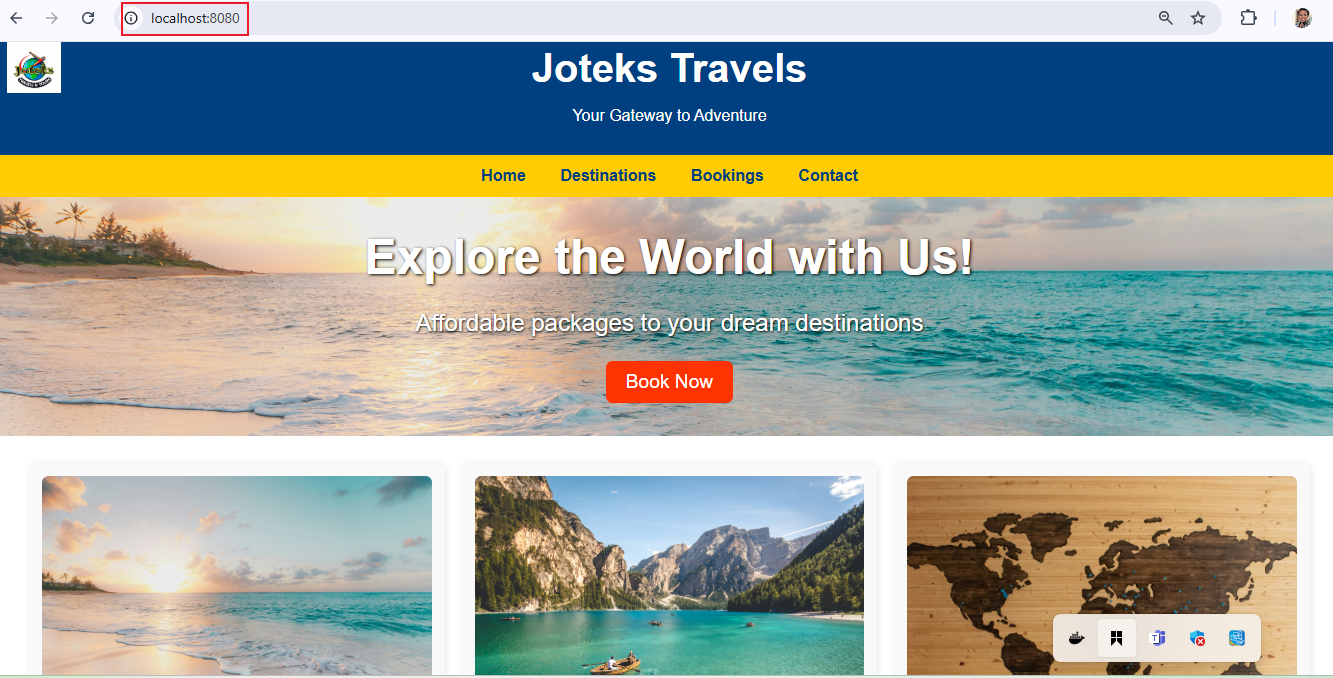 localhost:8080
Joteks
Joteks Travels
Your Gateway to Adventure
Home Destinations Bookings Contact
Explore the World with Us!
Affordable packages to your dream destinations
Book Now